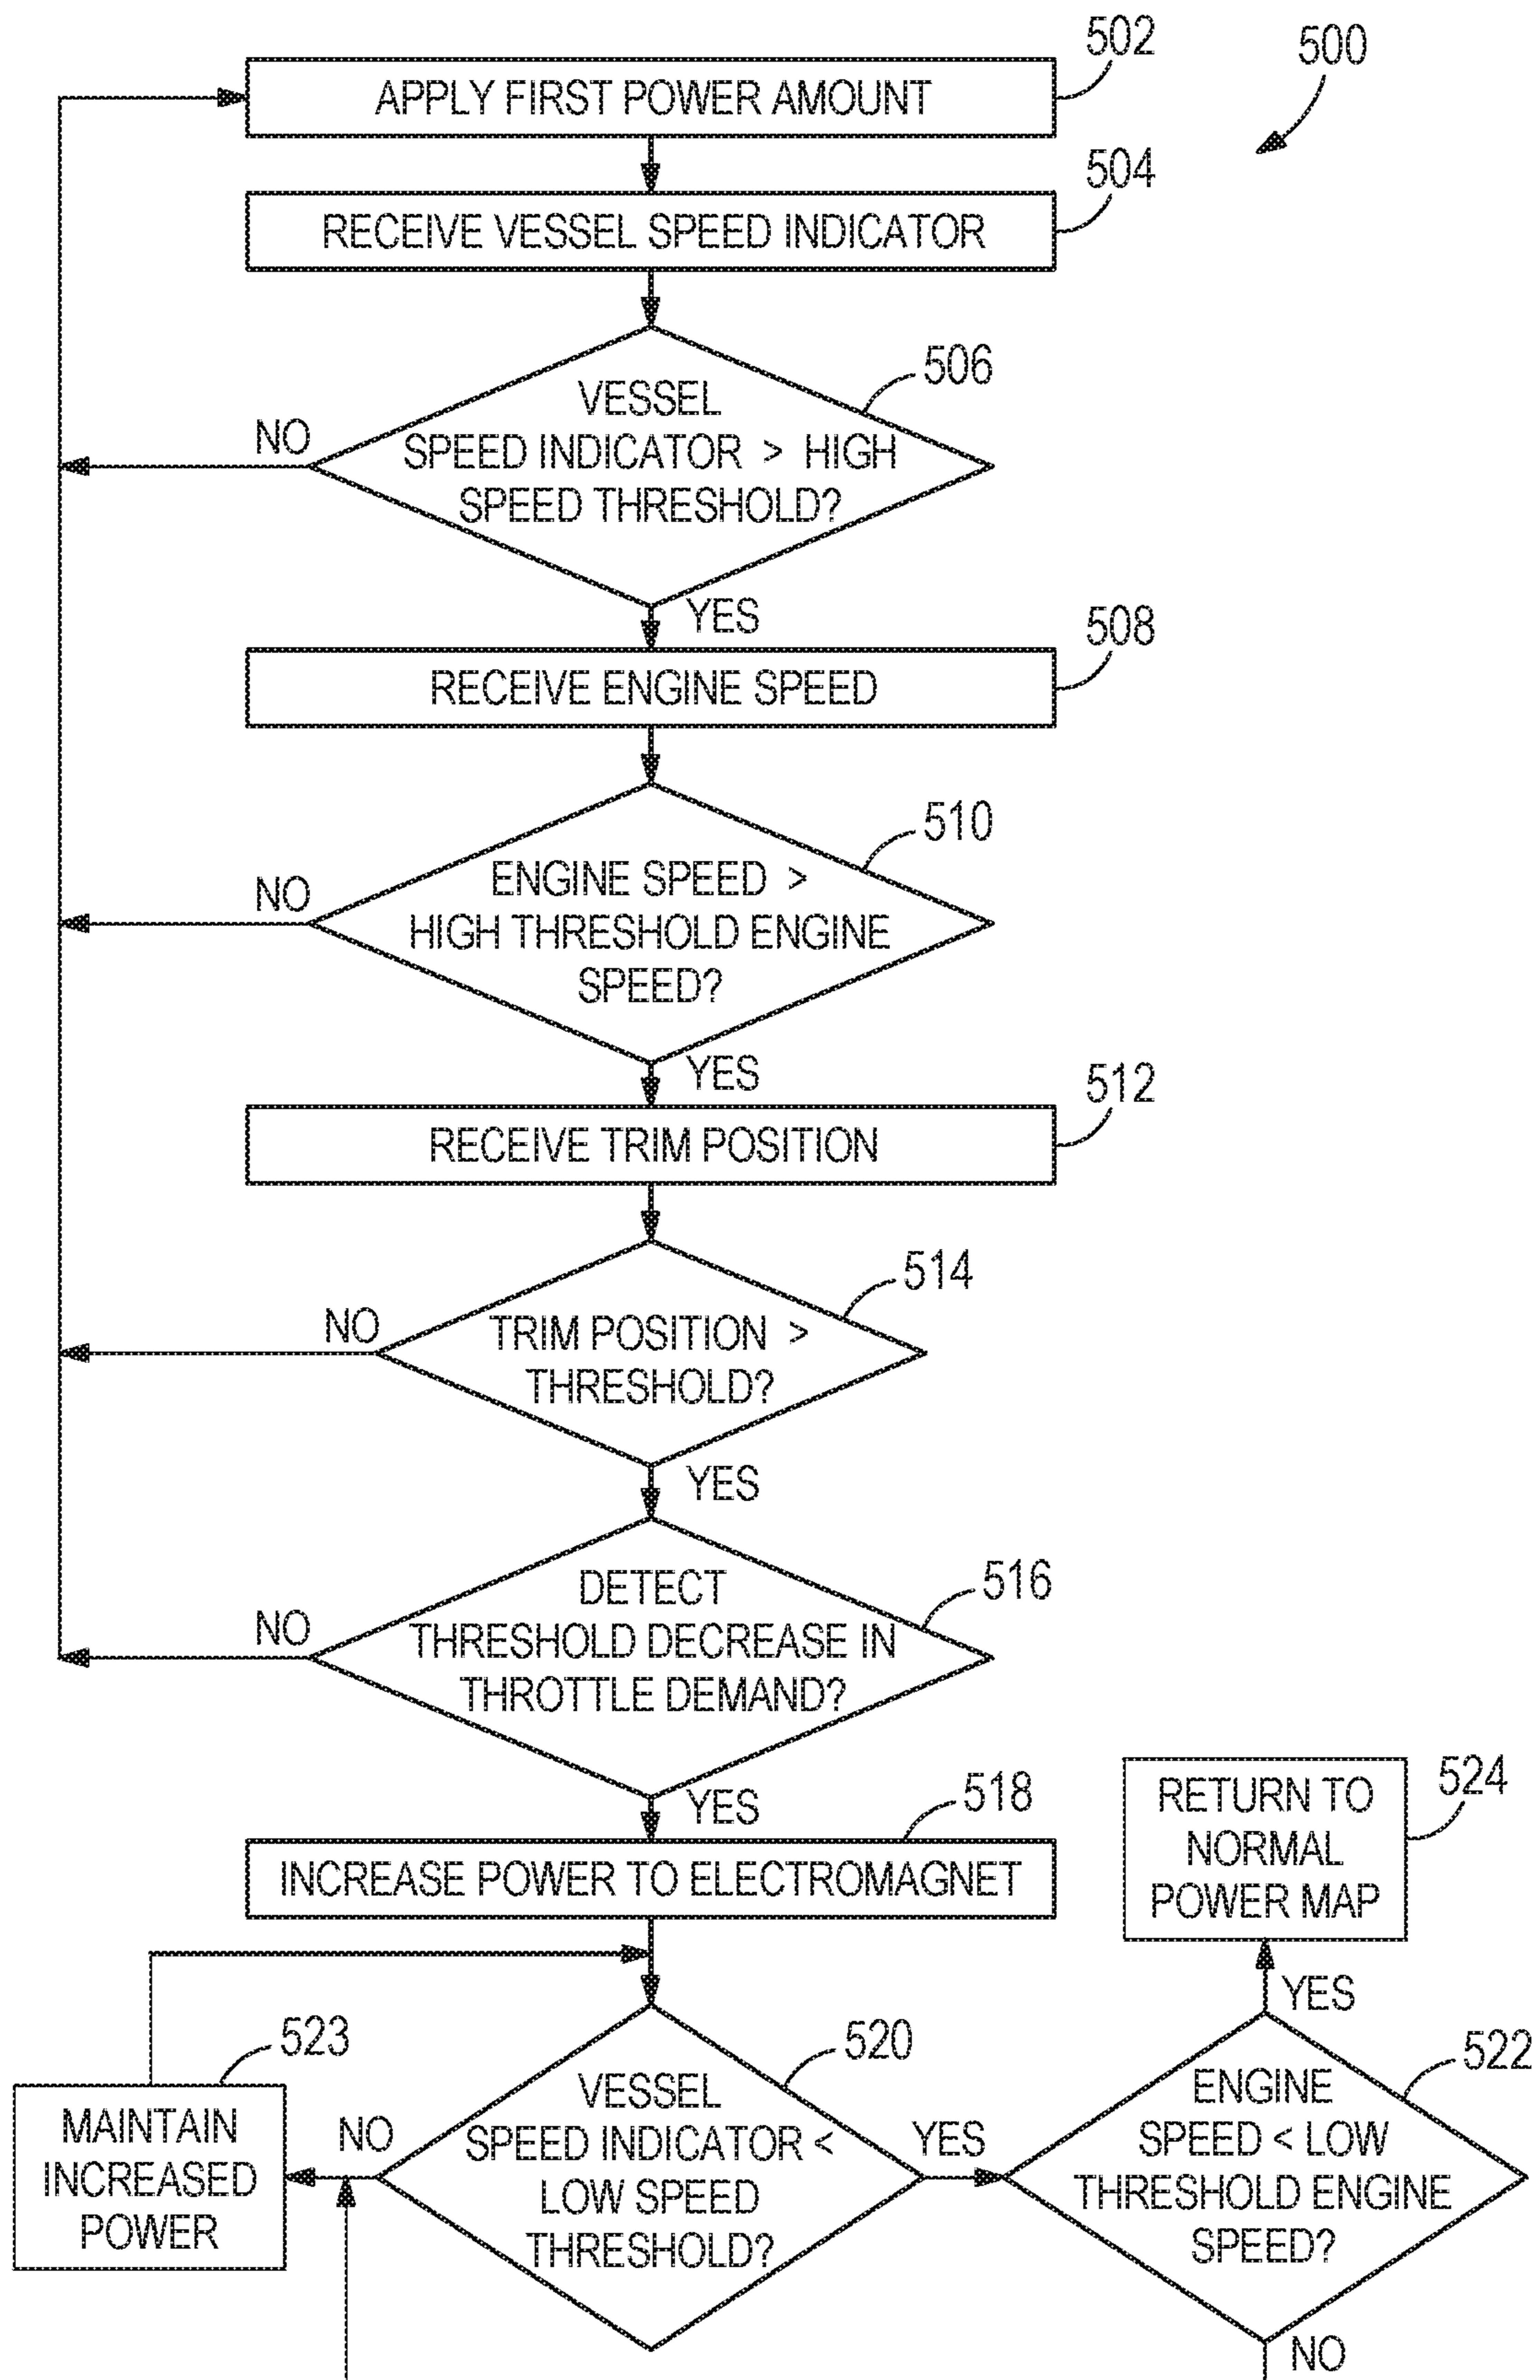 502
500
APPLY FIRST POWER AMOUNT
504
RECEIVE VESSEL SPEED INDICATOR
506
VESSEL
NO
SPEED INDICATOR > HIGH
SPEED THRESHOLD?
YES
508
RECEIVE ENGINE SPEED
510
ENGINE SPEED >
NO
HIGH THRESHOLD ENGINE
SPEED?
YES
512
RECEIVE TRIM POSITION
514
NO
TRIM POSITION >
THRESHOLD?
YES
516
DETECT
NO
THRESHOLD DECREASE IN
THROTTLE DEMAND?
YES
518
INCREASE POWER TO ELECTROMAGNET
524
RETURN TO
NORMAL
POWER MAP
YES
523
MAINTAIN
INCREASED
POWER
NO
520
VESSEL
SPEED INDICATOR <
LOW SPEED
THRESHOLD?
YES
522
ENGINE
SPEED < LOW
THRESHOLD ENGINE
SPEED?
NO